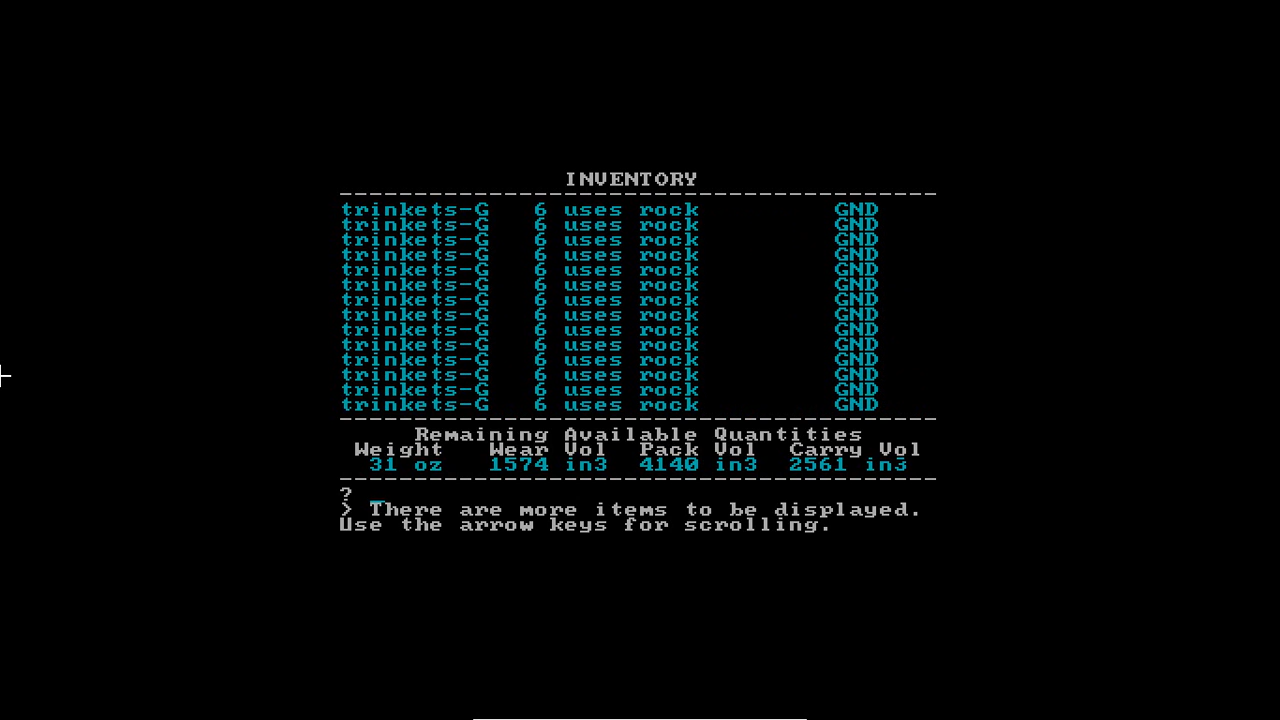 INVENTORY
trinkets-G 6 uses rock GND
trinkets-G 6 uses rock GND
trinkets-G 6 uses rock GND
trinkets-G 6 uses rock GND
trinkets-G 6 uses rock GND
trinkets-G 6 uses rock GND
trinkets-G 6 uses rock GND
trinkets-G 6 uses rock GND
trinkets-G 6 uses rock GND
trinkets-G 6 uses rock GND
trinkets-G 6 uses rock GND
trinkets-G 6 uses rock GND
trinkets-G 6 uses rock GND
trinkets-G 6 uses rock GND
Remaining Available Quantities
Weight Wear Vol Pack Vol Carry Vol
31 oz 1574 in3 4140 in3 2561 in3
? _
> There are more items to be displayed.
Use the arrow keys for scrolling.